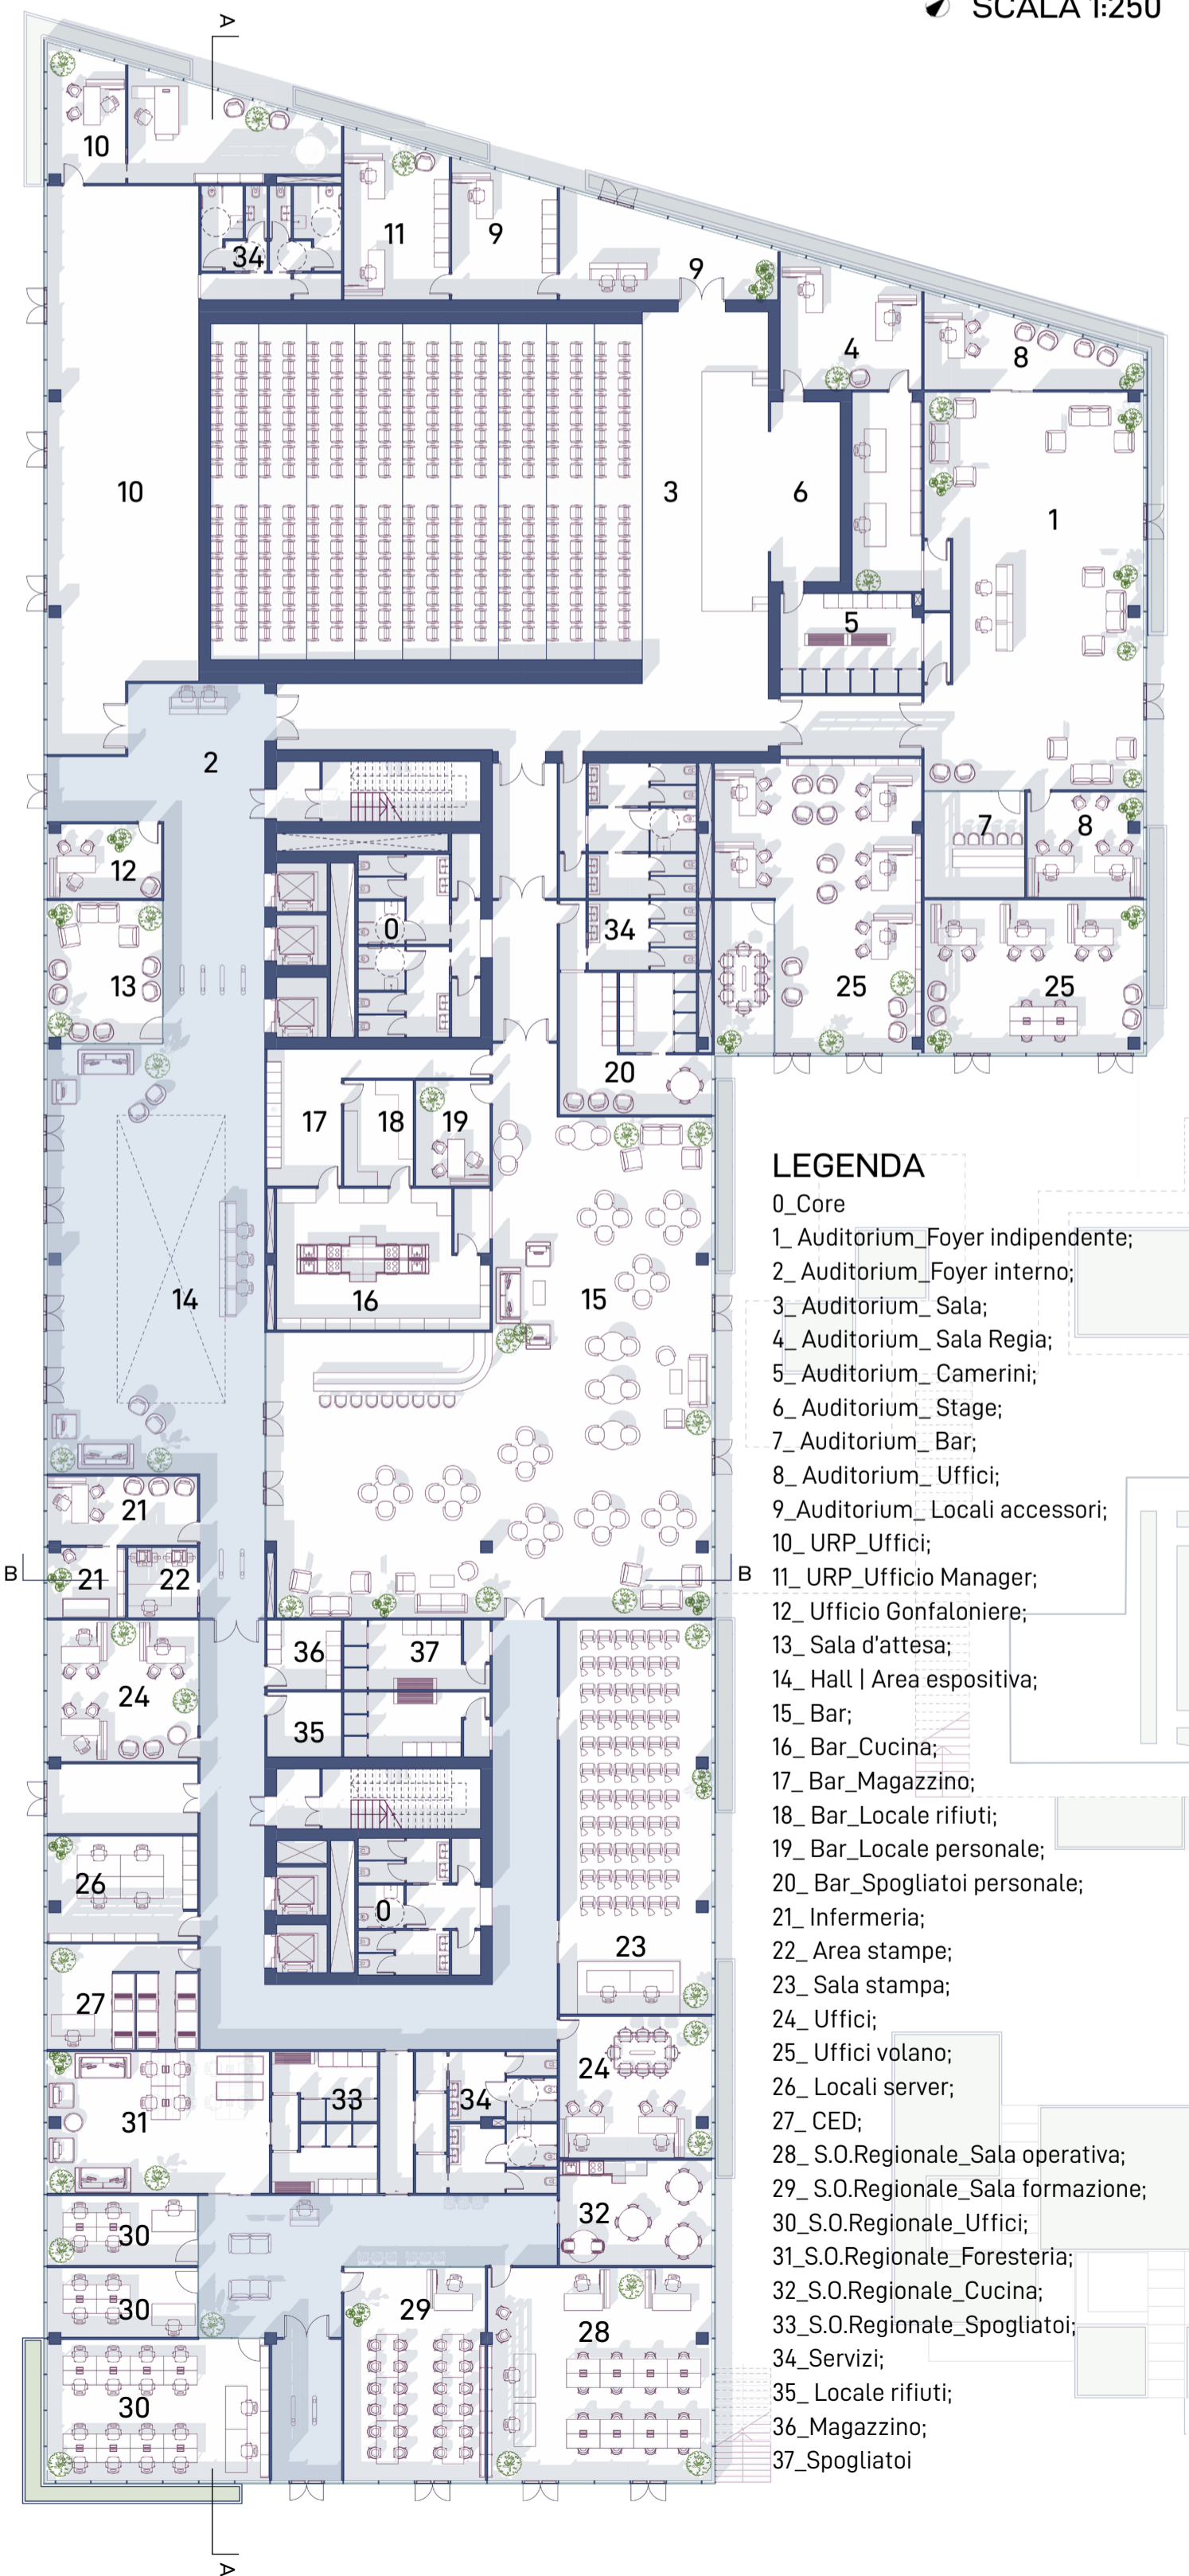 SCALA 1:250
A
10
11
9
34
9
4
8
10
3
6
1
5
2
7
8
12
0
34
13
25
25
20
17
18
19
14
16
15
21
B
21
22
B
36
37
24
35
26
0
23
27
24
33
34
31
32
30
30
29
28
30
A
LEGENDA
0_Core
1_ Auditorium_Foyer indipendente;
2_ Auditorium_Foyer interno;
3_ Auditorium_ Sala;
4_ Auditorium_ Sala Regia;
5_ Auditorium_ Camerini;
6_ Auditorium_ Stage;
7_ Auditorium_ Bar;
8_ Auditorium_ Uffici;
9_Auditorium_ Locali accessori;
10_ URP_Uffici;
11_ URP_Ufficio Manager;
12_ Ufficio Gonfaloniere;
13_ Sala d'attesa;
14_ Hall | Area espositiva;
15_ Bar;
16_ Bar_Cucina;
17_ Bar_Magazzino;
18_ Bar_Locale rifiuti;
19_ Bar_Locale personale;
20_ Bar_Spogliatoi personale;
21_ Infermeria;
22_ Area stampe;
23_ Sala stampa;
24_ Uffici;
25_ Uffici volano;
26_ Locali server;
27_ CED;
28_ S.O.Regionale_Sala operativa;
29_ S.O.Regionale_Sala formazione;
30_S.O.Regionale_Uffici;
31_S.O.Regionale_Foresteria;
32_S.O.Regionale_Cucina;
33_S.O.Regionale_Spogliatoi;
34_Servizi;
35_ Locale rifiuti;
36_Magazzino;
37_Spogliatoi